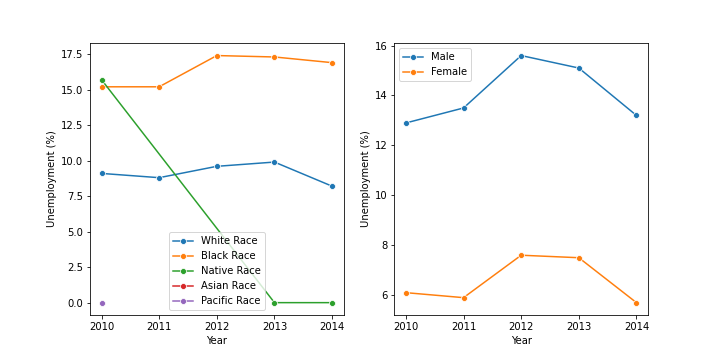 17.5
15.0
12.5
10.0
7.5
5.0
2.5
0.0
Unemployment (%)
White Race
Black Race
Native Race
Asian Race
Pacific Race
2010 2011 2012 2013 2014
Year
16
14
12
10
8
6
Unemployment (%)
Male
Female
2010 2011 2012 2013 2014
Year